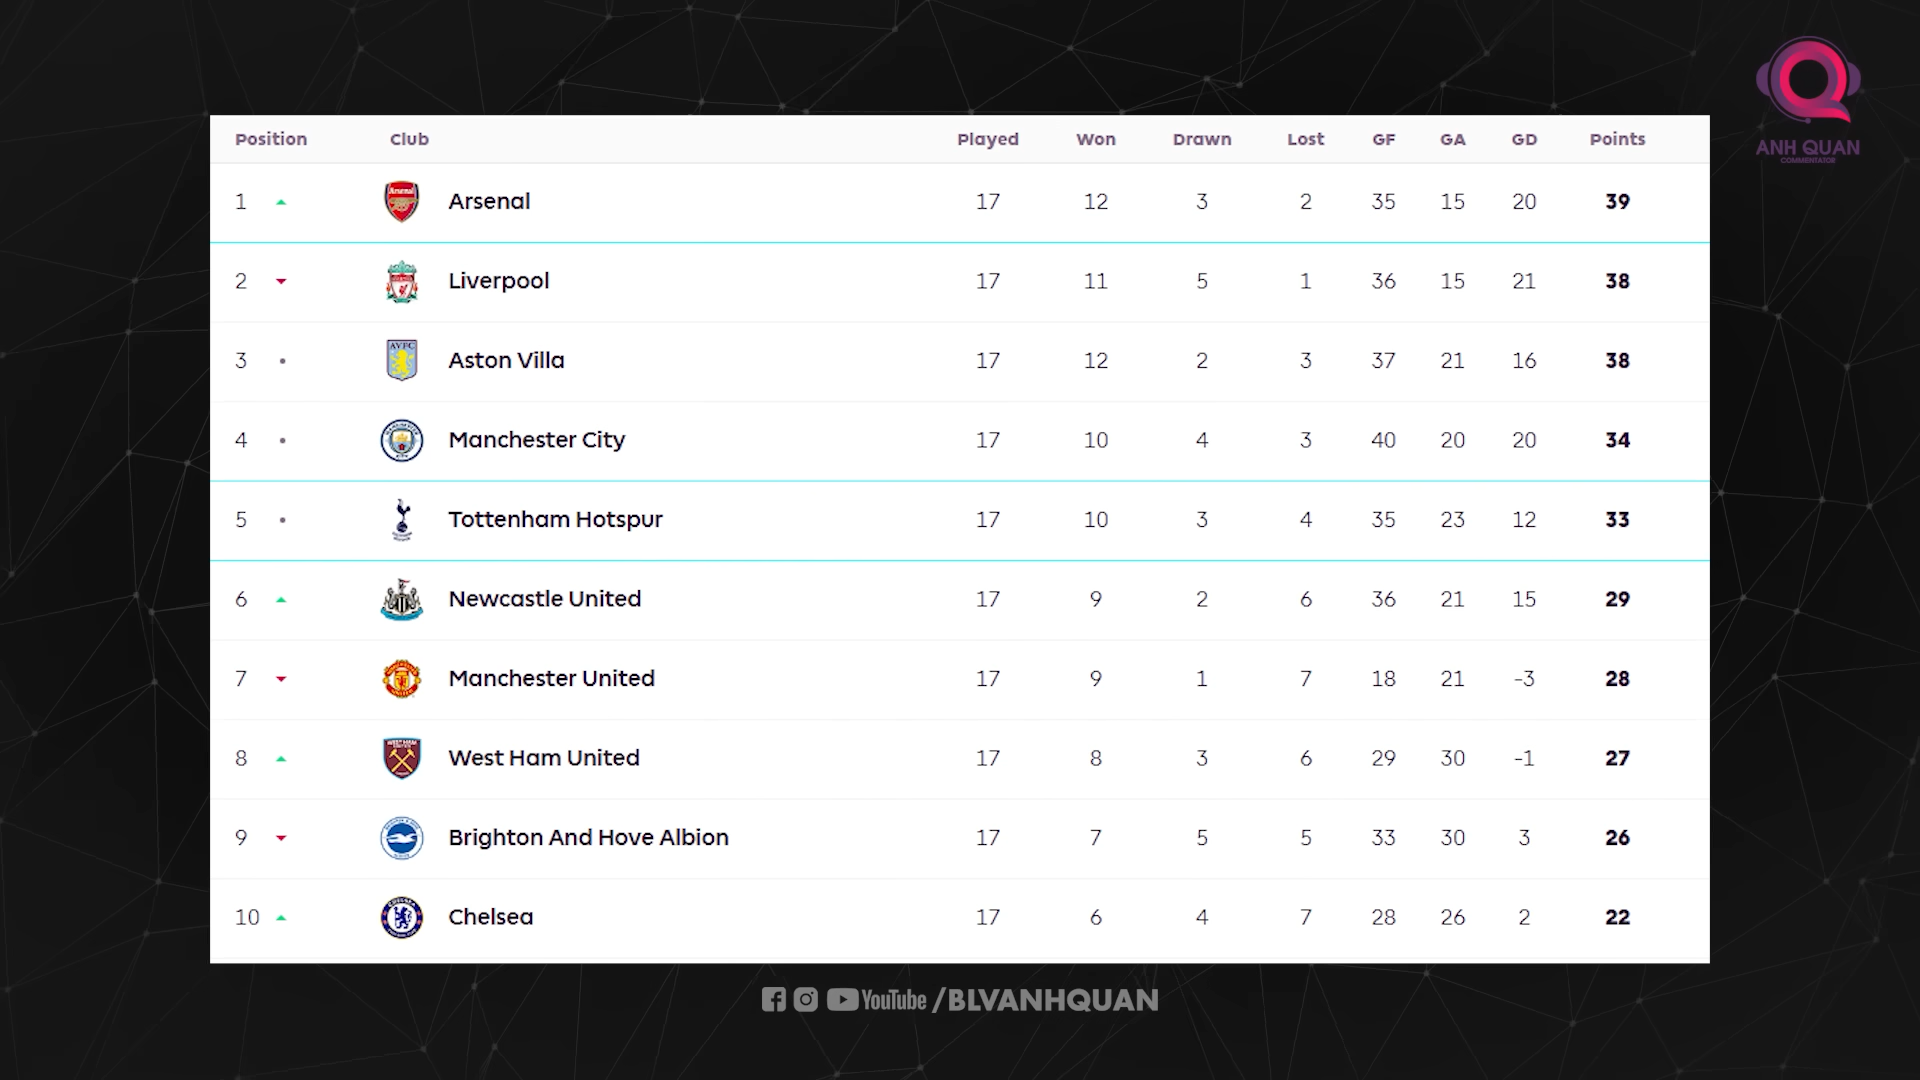 ANH QUAN
COMMENTATOR
Position Club Played Won Drawn Lost GF GA GD Points
1 Arsenal 17 12 3 2 35 15 20 39
2 Liverpool 17 11 5 1 36 15 21 38
3 Aston Villa 17 12 2 3 37 21 16 38
4 Manchester City 17 10 4 3 40 20 20 34
5 Tottenham Hotspur 17 10 3 4 35 23 12 33
6 Newcastle United 17 9 2 6 36 21 15 29
7 Manchester United 17 9 1 7 18 21 -3 28
8 West Ham United 17 8 3 6 29 30 -1 27
9 Brighton And Hove Albion 17 7 5 5 33 30 3 26
10 Chelsea 17 6 4 7 28 26 2 22
YouTube /BLVANHQUAN